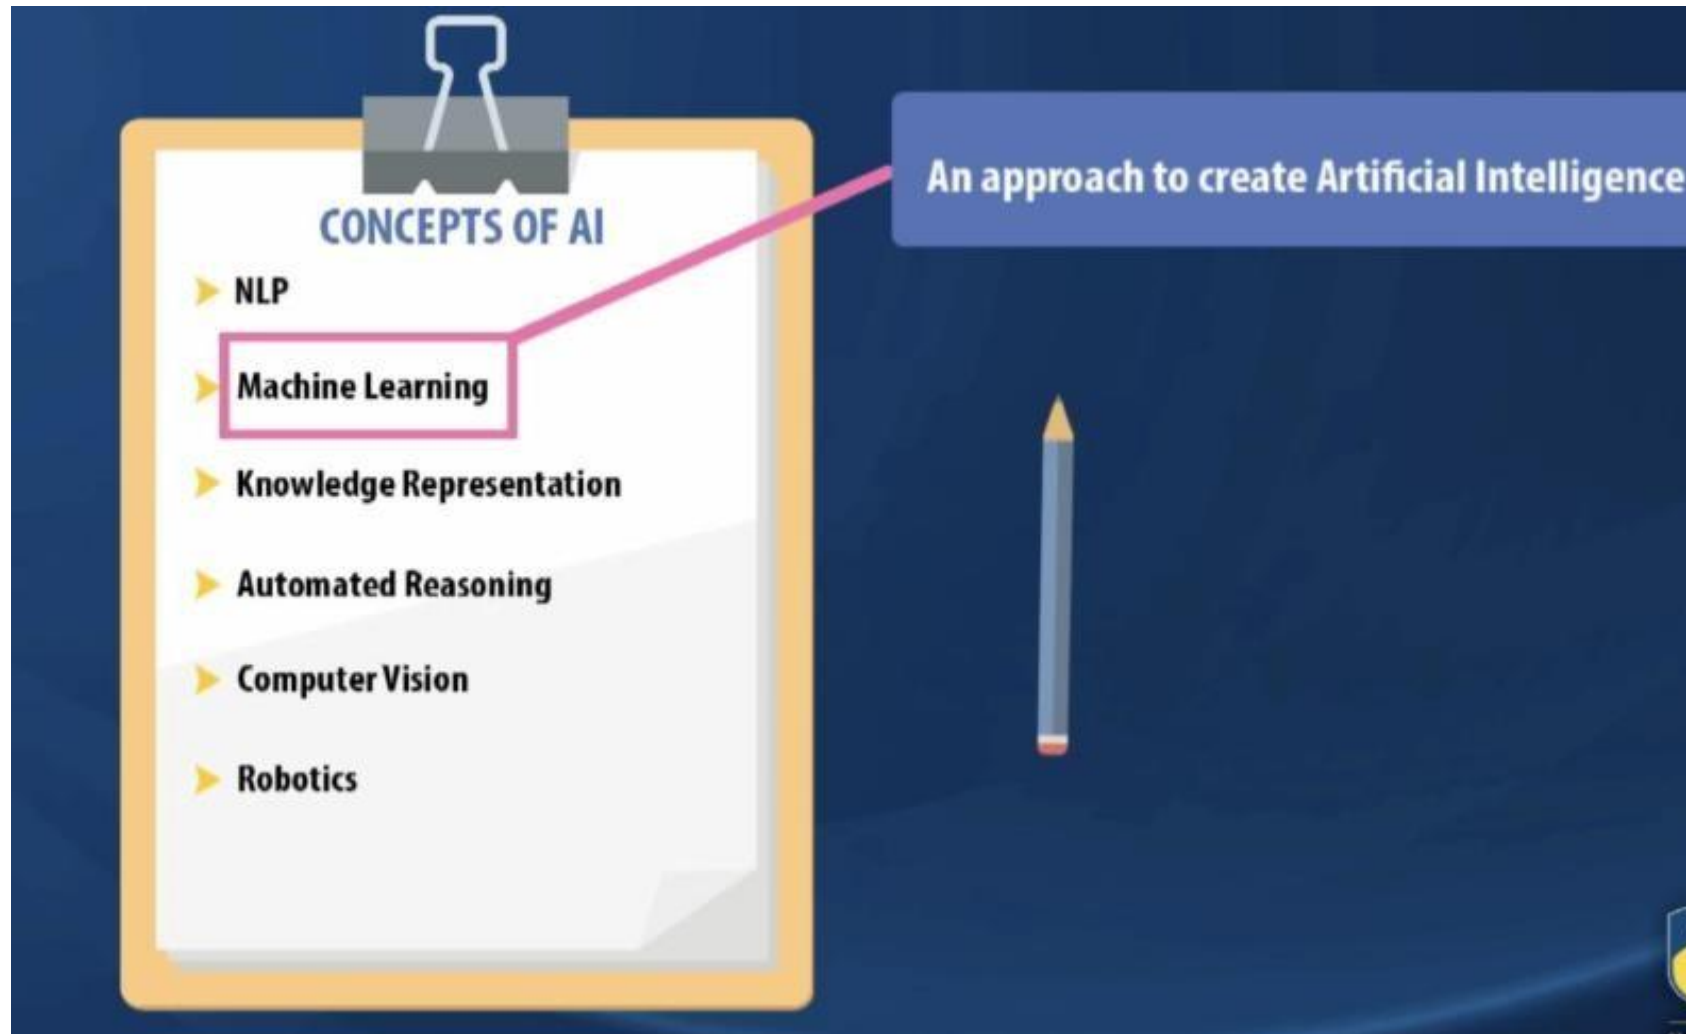 CONCEPTS OF AI
NLP
Machine Learning
Knowledge Representation
Automated Reasoning
Computer Vision
Robotics
An approach to create Artificial Intelligence